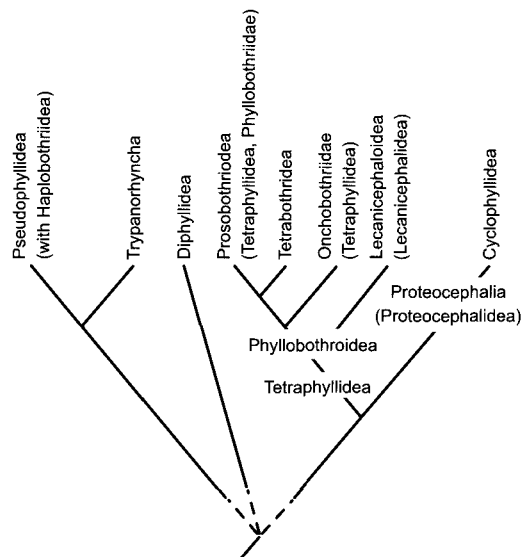 Pseudophyllidea
(with Haplobothriidea)
Trypanorhyncha
Diphyllidea
Prosobothriodea
(Tetraphyllidea, Phyllobothriidae)
Tetrabothridea
Onchobothriidae
(Tetraphyllidea)
Lecanicephaloidea
(Lecanicephalidea)
Cyclophyllidea
Proteocephalia
(Proteocephalidea)
Phyllobothroidea
Tetraphyllidea